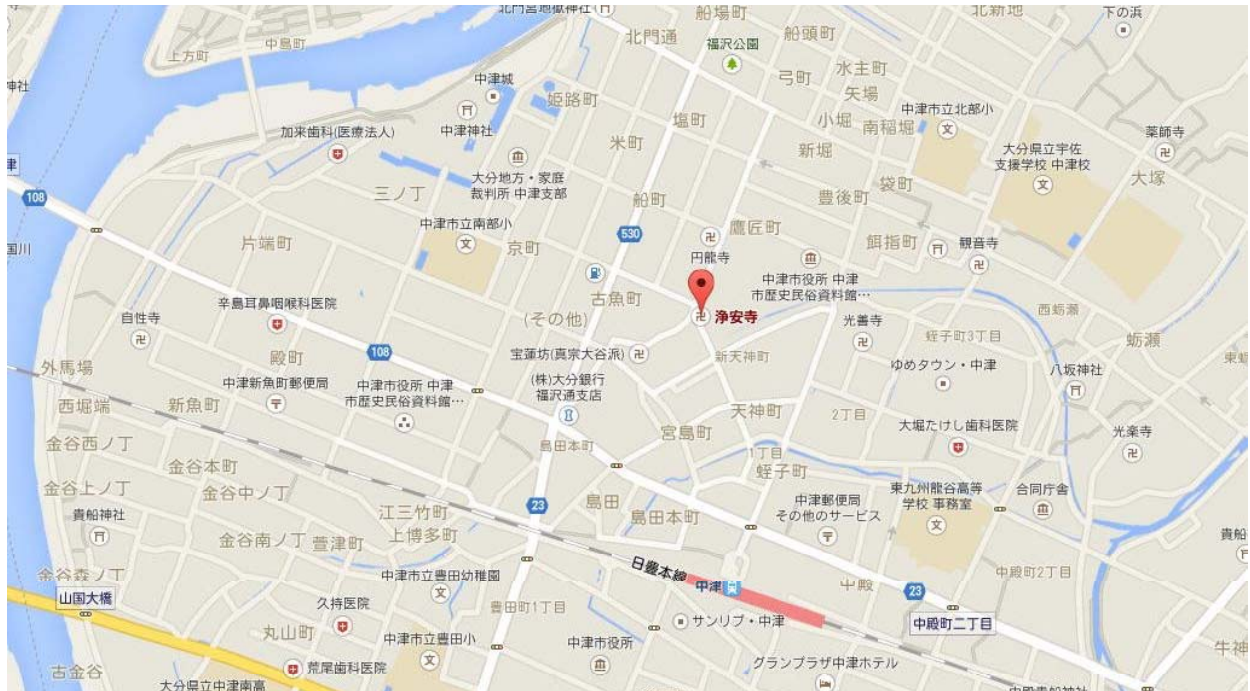 北門宮地嶽神社
船場町
北新地
下の浜
上方町
中島町
北門通
船頭町
福沢公園
神社
中津城
姫路町
弓町
水主町
矢場
中津市立北部小
加来歯科(医療法人)
中津神社
塩町
小堀
南稲堀
薬師寺
米町
新堀
大分県立宇佐
支援学校 中津校
津
大分地方・家庭
裁判所 中津支部
袋町
大塚
108
三ノ丁
船町
豊後町
中津市立南部小
鷹匠町
餌指町
国川
片端町
京町
530
円龍寺
観音寺
中津市役所 中津
市歴史民俗資料館…
古魚町
辛島耳鼻咽喉科医院
浄安寺
西蛎瀬
自性寺
(その他)
光善寺
蛭子町3丁目
蛎瀬
殿町
108
宝蓮坊(真宗大谷派)
新天神町
ゆめタウン・中津
外馬場
中津新魚町郵便局
中津市役所 中津
市歴史民俗資料館…
(株)大分銀行
福沢通支店
八坂神社
西堀端
新魚町
天神町
2丁目
大堀たけし歯科医院
金谷西ノ丁
島田本町
宮島町
光楽寺
金谷本町
1丁目
蛭子町
金谷上ノ丁
金谷中ノ丁
23
島田
中津郵便局
その他のサービス
東九州龍谷高等
学校 事務室
合同庁舎
貴船神社
江三竹町
島田本町
金谷南ノ丁
萱津町
上博多町
日豊本線
貴船
金谷森ノ丁
中津市立豊田幼稚園
中津
中殿
23
中殿町2丁目
山国大橋
久持医院
豊田町1丁目
サンリブ・中津
中殿町二丁目
丸山町
中津市立豊田小
中津市役所
牛神
古金谷
荒尾歯科医院
グランプラザ中津ホテル
大分県立中津南高
中殿貴船神社